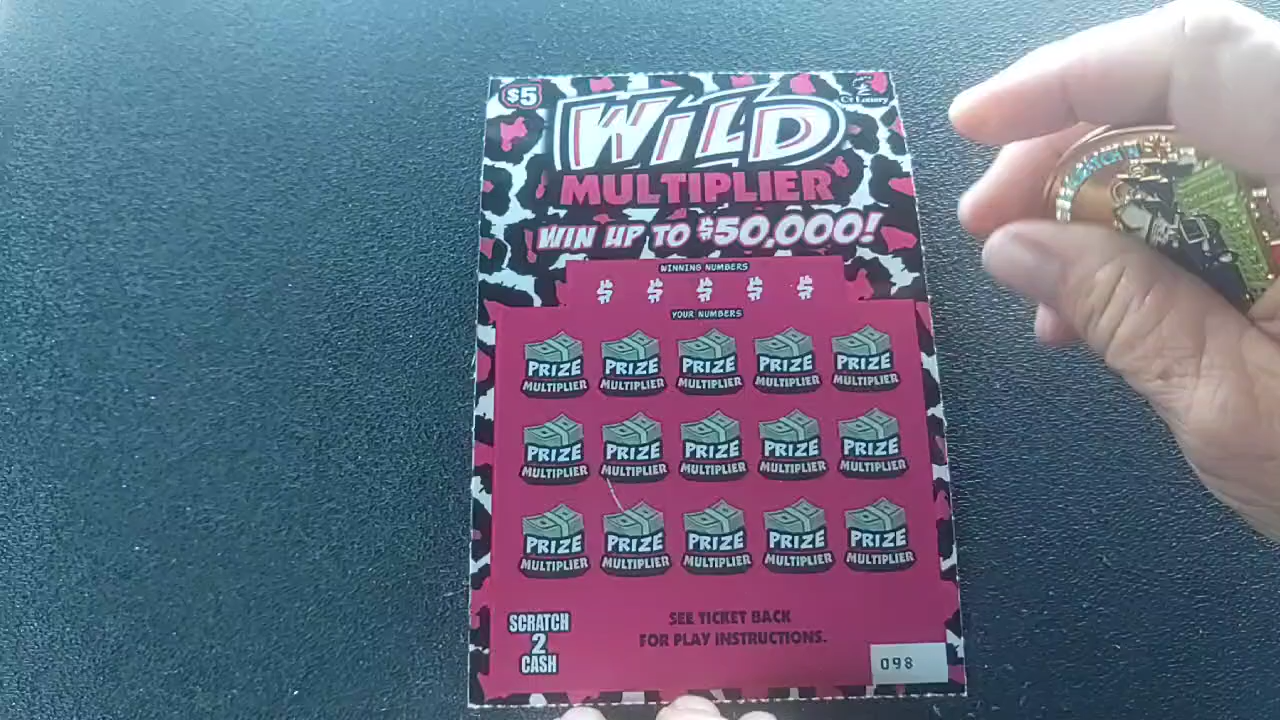 $5
CT Lottery
WiLD
MULTIPLIER
WIN UP TO $50,000!
WINNING NUMBERS
$ $ $ $ $
YOUR NUMBERS
PRIZE PRIZE PRIZE PRIZE PRIZE
MULTIPLIER MULTIPLIER MULTIPLIER MULTIPLIER MULTIPLIER
PRIZE PRIZE PRIZE PRIZE PRIZE
MULTIPLIER MULTIPLIER MULTIPLIER MULTIPLIER MULTIPLIER
PRIZE PRIZE PRIZE PRIZE PRIZE
MULTIPLIER MULTIPLIER MULTIPLIER MULTIPLIER MULTIPLIER
SCRATCH
2
CASH
SEE TICKET BACK
FOR PLAY INSTRUCTIONS.
098